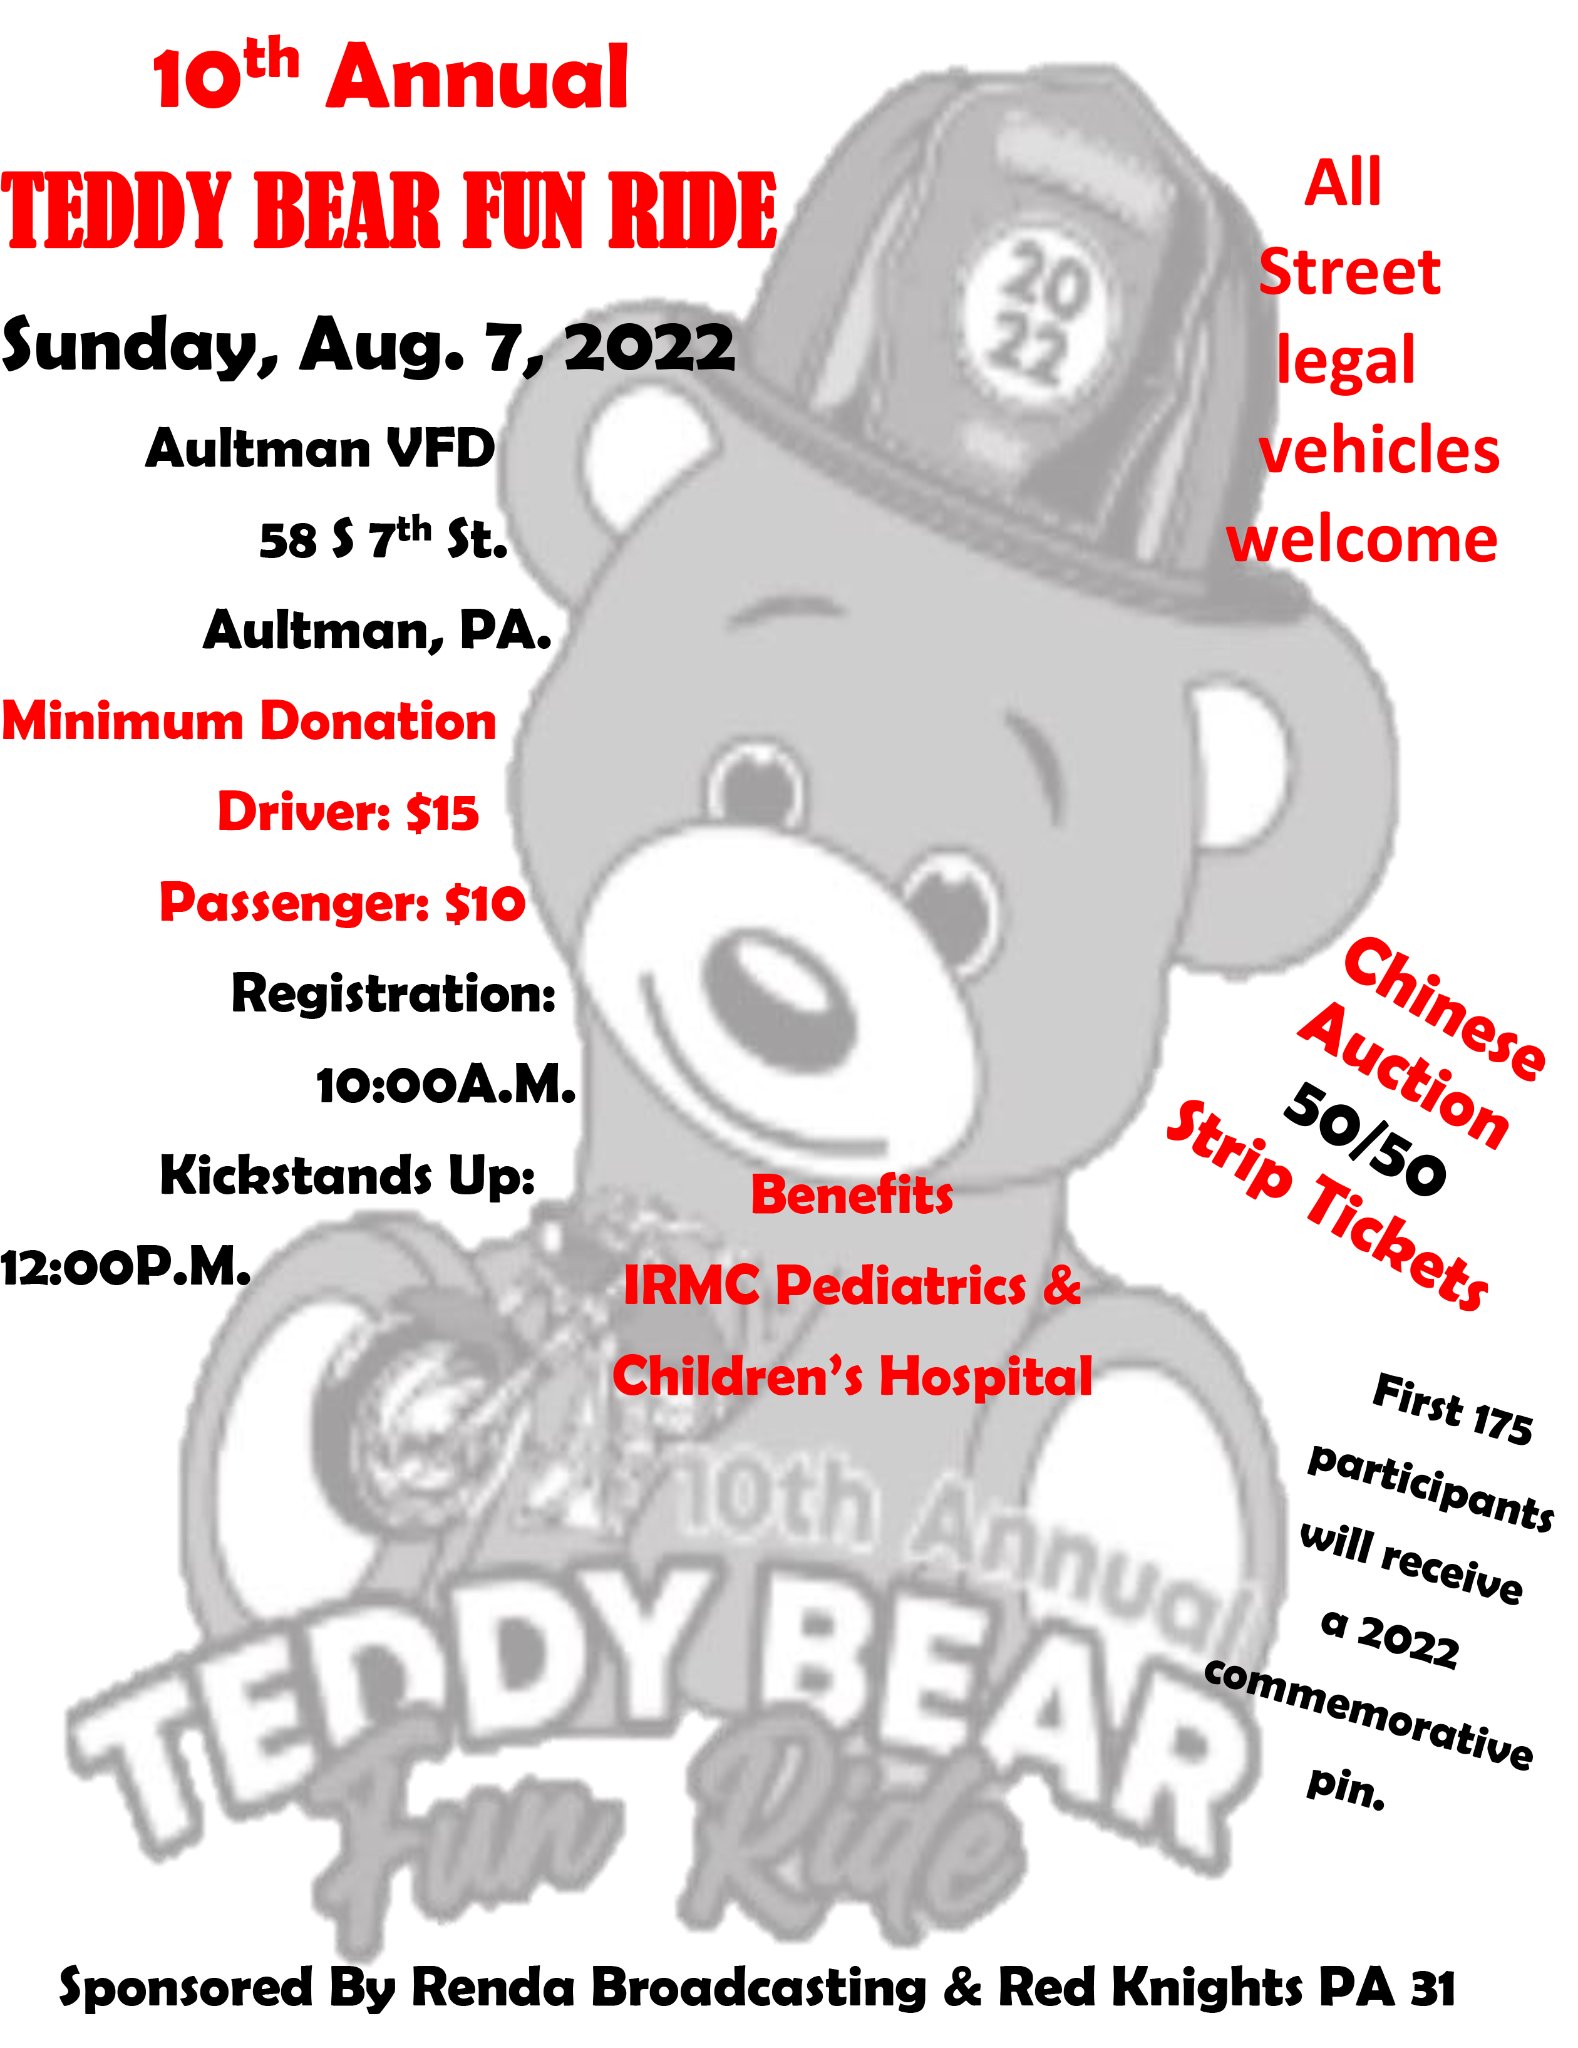 10th Annual
TEDDY BEAR FUN RIDE
Sunday, Aug. 7, 2022
Aultman VFD
58 S 7th St.
Aultman, PA.
Minimum Donation
Driver: $15
Passenger: $10
Registration:
10:00A.M.
Kickstands Up:
12:00P.M.
All
Street
legal
vehicles
welcome
20
22
Chinese
Auction
50/50
Strip Tickets
Benefits
IRMC Pediatrics &
Children’s Hospital
First 175
participants
will receive
a 2022
commemorative
pin.
10th Annual
TEDDY BEAR
Fun Ride
Sponsored By Renda Broadcasting & Red Knights PA 31